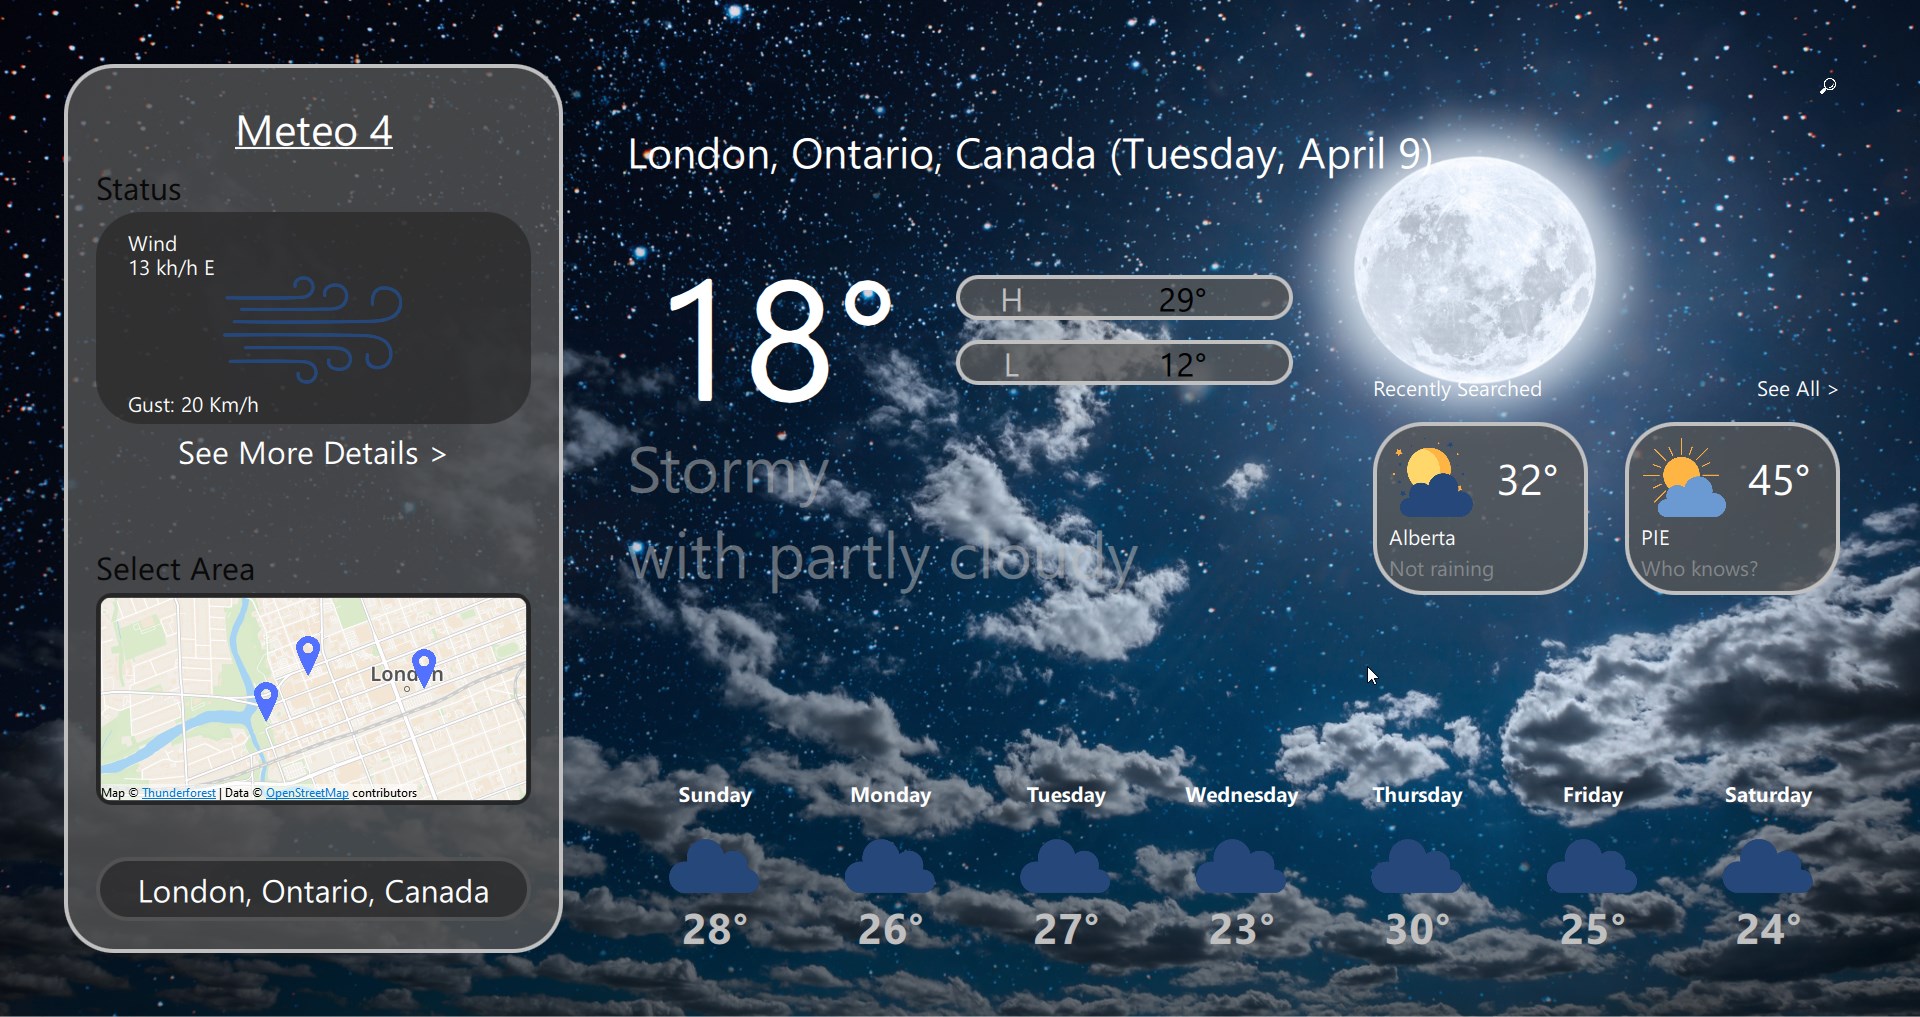 Meteo 4
Status
Wind
13 kh/h E
Gust: 20 Km/h
See More Details >
Select Area
London
Map © Thunderforest | Data © OpenStreetMap contributors
London, Ontario, Canada
London, Ontario, Canada (Tuesday, April 9)
18°
H 29°
L 12°
Stormy
with partly cloudy
Recently Searched See All >
32°
Alberta
Not raining
45°
PIE
Who knows?
Sunday Monday Tuesday Wednesday Thursday Friday Saturday
28° 26° 27° 23° 30° 25° 24°